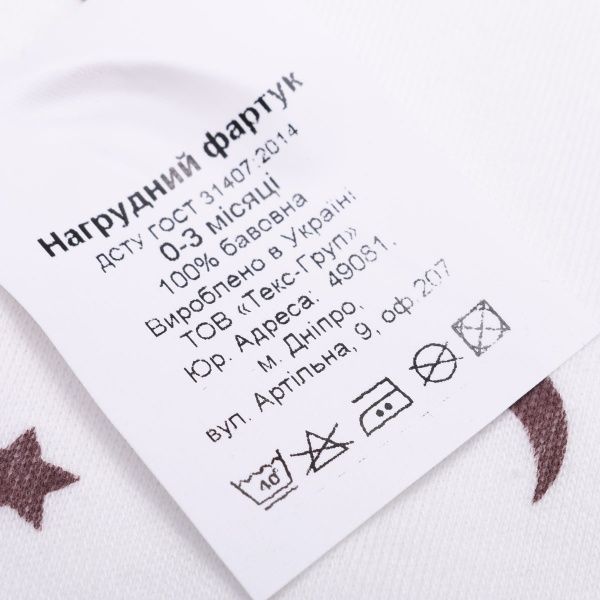 Нагрудний фартук
ДСТУ ГОСТ 31407:2014
0-3 місяці
100% бавовна
Вироблено в Україні
ТОВ «Текс-Груп»
Юр. Адреса: 49081.
м. Дніпро,
вул. Артільна, 9, оф.207
40°